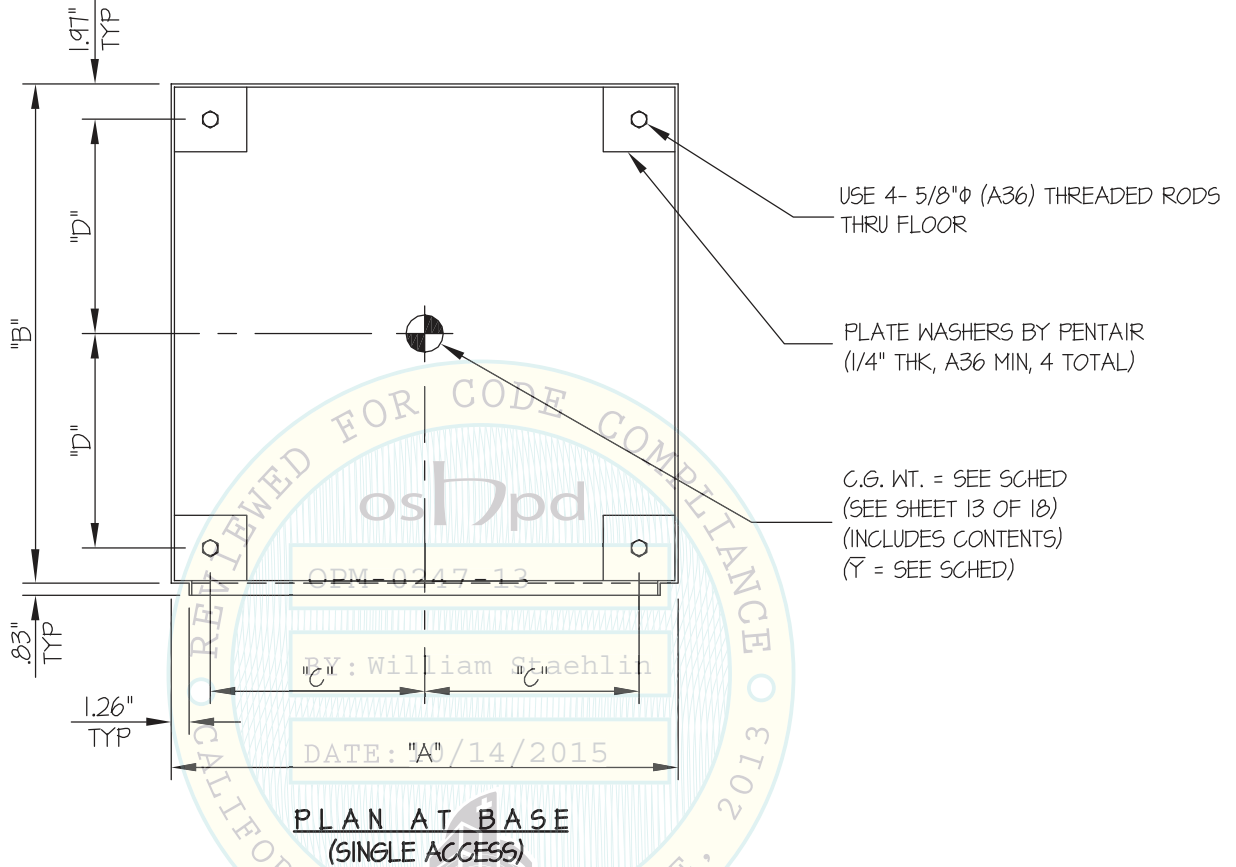 1.97"
TYP
"D"
"B"
"D"
.83"
TYP
1.26"
TYP
"C"
"C"
"A"
USE 4- 5/8"Φ (A36) THREADED RODS
THRU FLOOR
PLATE WASHERS BY PENTAIR
(1/4" THK, A36 MIN, 4 TOTAL)
C.G. WT. = SEE SCHED
(SEE SHEET 13 OF 18)
(INCLUDES CONTENTS)
(Y̅ = SEE SCHED)
REVIEWED FOR CODE COMPLIANCE
oshpd
OPM-0247-13
BY: William Staehlin
DATE: 10/14/2015
2013
PLAN AT BASE
(SINGLE ACCESS)